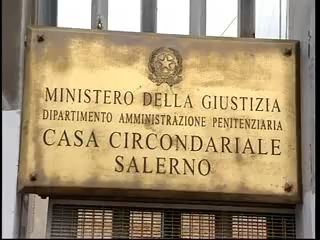 MINISTERO DELLA GIUSTIZIA
DIPARTIMENTO AMMINISTRAZIONE PENITENZIARIA
CASA CIRCONDARIALE
SALERNO